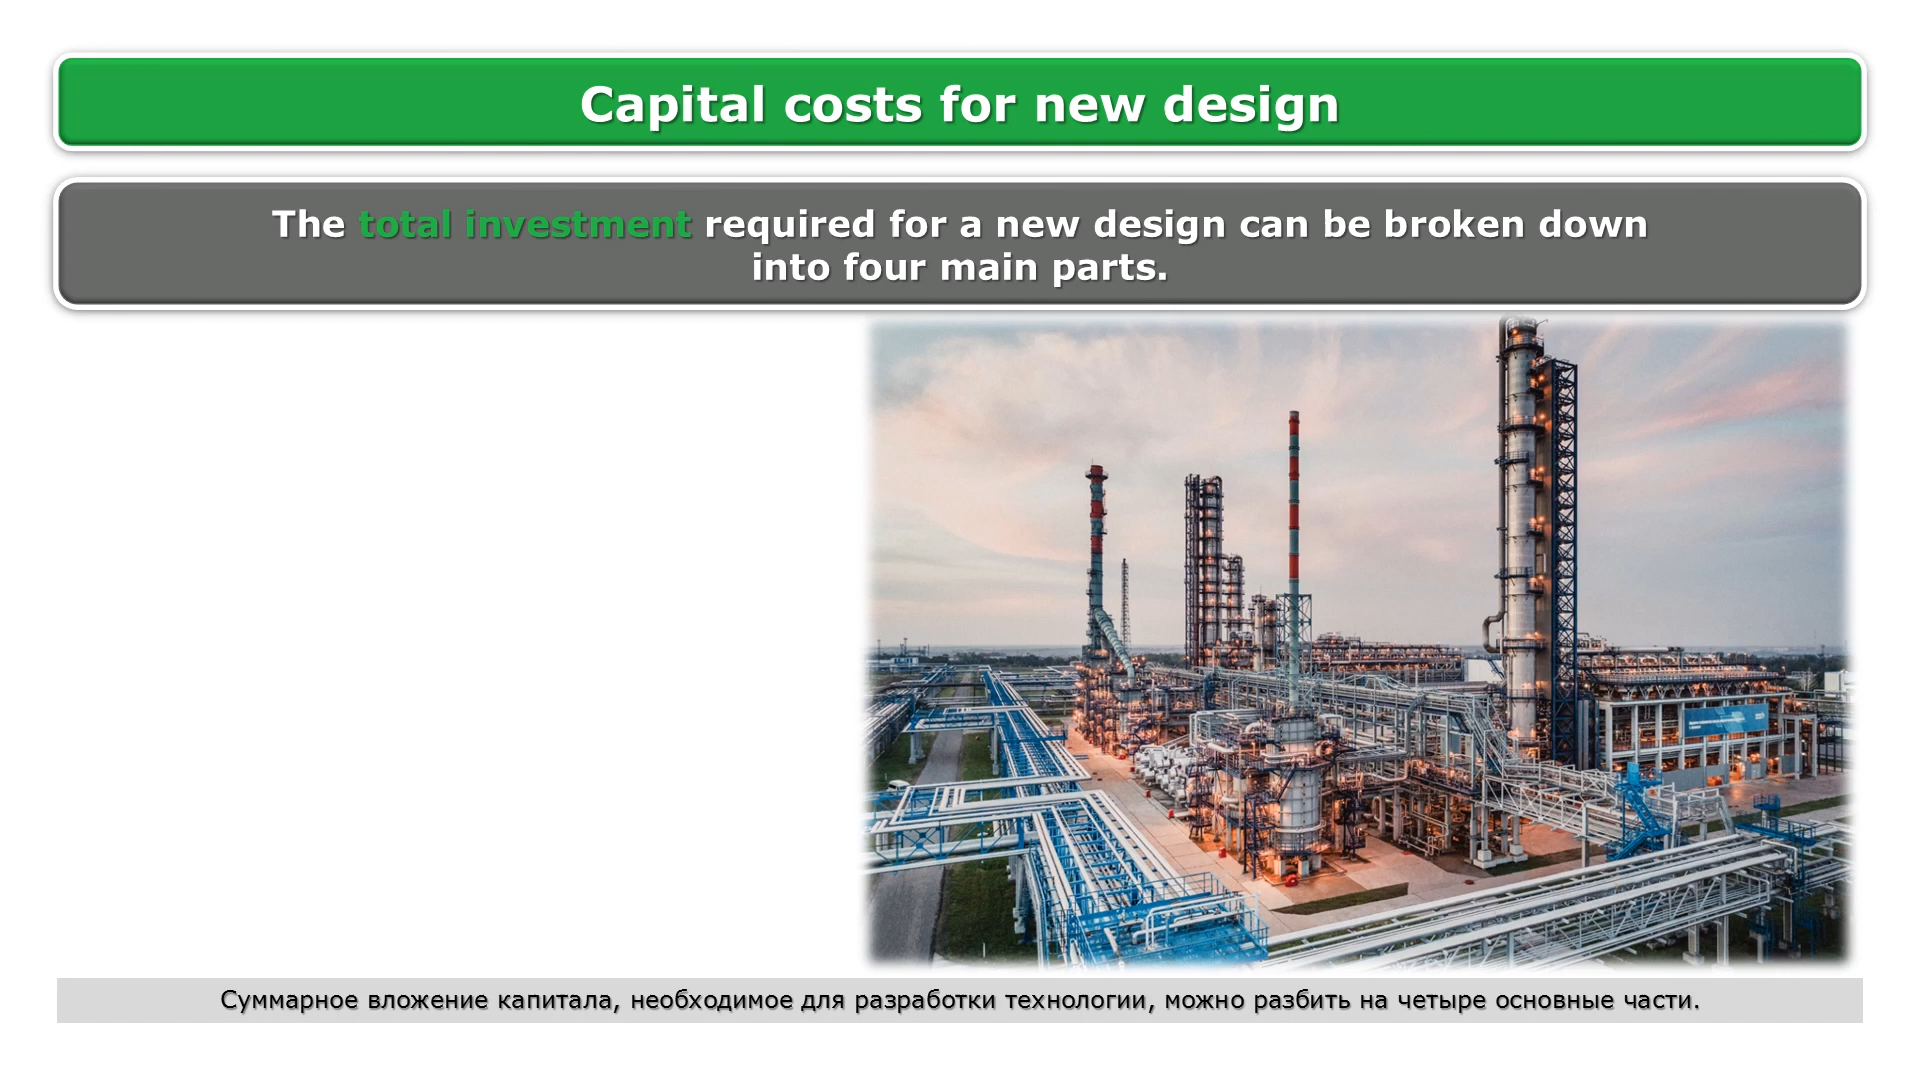 Capital costs for new design
The total investment required for a new design can be broken down
into four main parts.
Суммарное вложение капитала, необходимое для разработки технологии, можно разбить на четыре основные части.